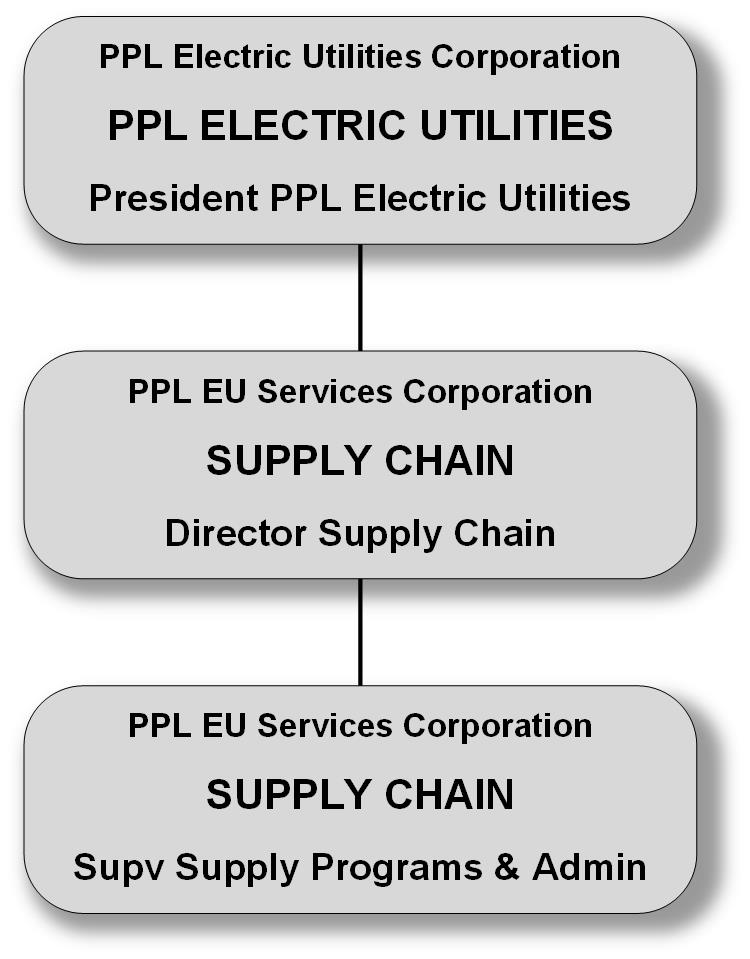 PPL Electric Utilities Corporation
PPL ELECTRIC UTILITIES
President PPL Electric Utilities
PPL EU Services Corporation
SUPPLY CHAIN
Director Supply Chain
PPL EU Services Corporation
SUPPLY CHAIN
Supv Supply Programs & Admin